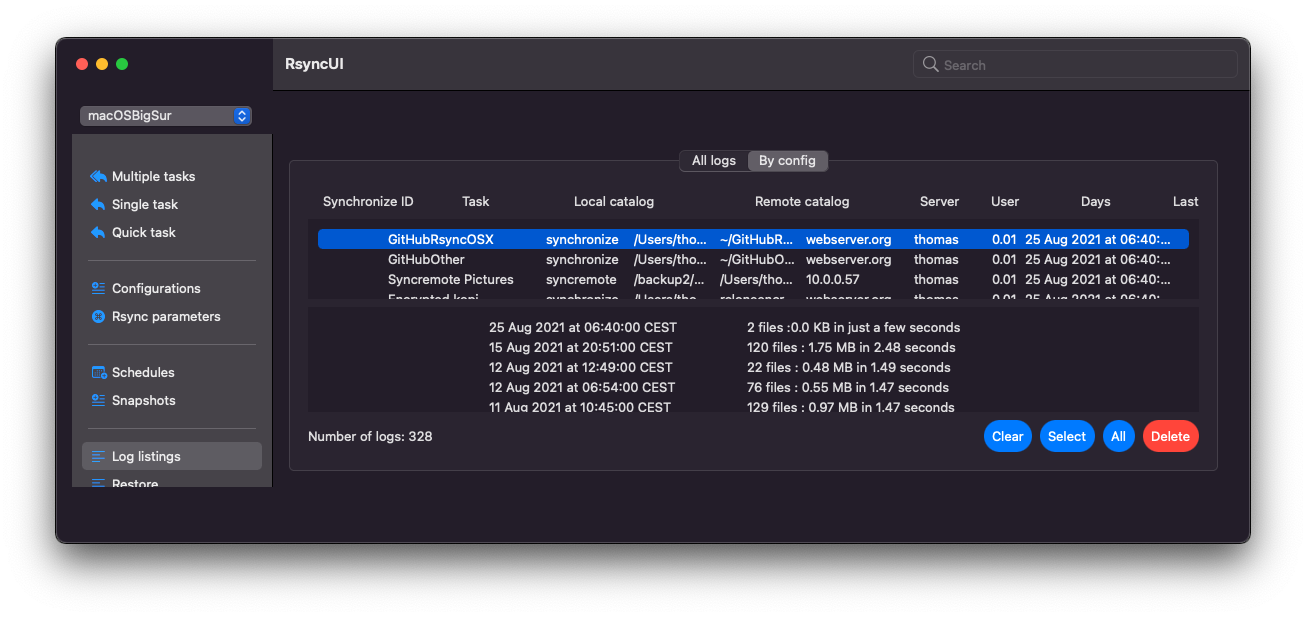 RsyncUI
Search
macOSBigSur
Multiple tasks
Single task
Quick task
Configurations
Rsync parameters
Schedules
Snapshots
Log listings
Restore
All logs By config
Synchronize ID Task Local catalog Remote catalog Server User Days Last
GitHubRsyncOSX synchronize /Users/tho... ~/GitHubR... webserver.org thomas 0.01 25 Aug 2021 at 06:40:...
GitHubOther synchronize /Users/tho... ~/GitHubO... webserver.org thomas 0.01 25 Aug 2021 at 06:40:...
Syncremote Pictures syncremote /backup2/... /Users/tho... 10.0.0.57 thomas 0.01 25 Aug 2021 at 06:40:...
Encrypted kopi synchronize /Users/tho... webserver.org thomas 0.01 25 Aug 2021 at 06:40:...
25 Aug 2021 at 06:40:00 CEST 2 files :0.0 KB in just a few seconds
15 Aug 2021 at 20:51:00 CEST 120 files : 1.75 MB in 2.48 seconds
12 Aug 2021 at 12:49:00 CEST 22 files : 0.48 MB in 1.49 seconds
12 Aug 2021 at 06:54:00 CEST 76 files : 0.55 MB in 1.47 seconds
11 Aug 2021 at 10:45:00 CEST 129 files : 0.97 MB in 1.47 seconds
Number of logs: 328
Clear Select All Delete